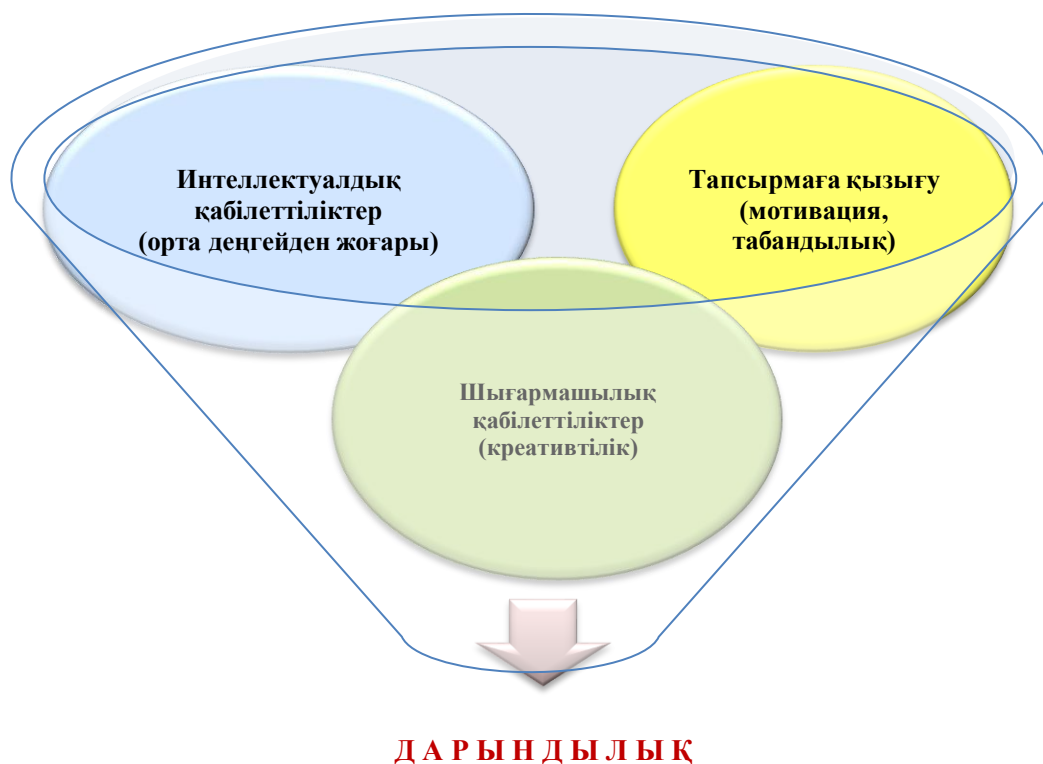 Интеллектуалдық
қабілеттіліктер
(орта деңгейден жоғары)
Тапсырмаға қызығу
(мотивация,
табандылық)
Шығармашылық
қабілеттіліктер
(креативтілік)
Д А Р Ы Н Д Ы Л Ы Қ